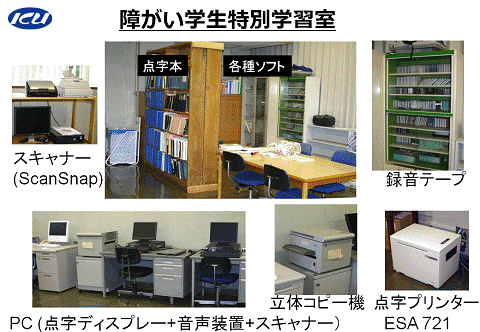 ICU
障がい学生特別学習室
点字本
各種ソフト
スキャナー
(ScanSnap)
録音テープ
PC (点字ディスプレー+音声装置+スキャナー)
立体コピー機
点字プリンター
ESA 721